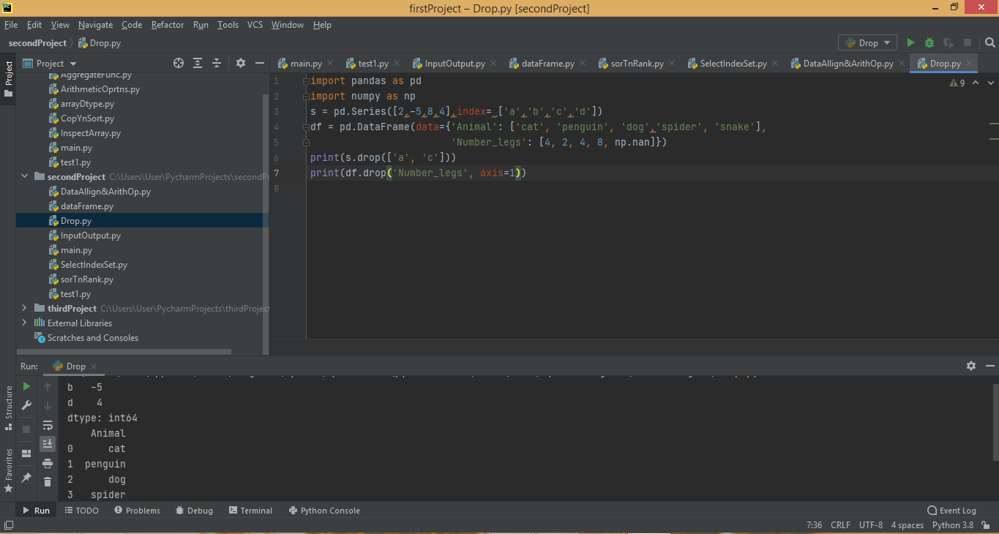 PC
firstProject – Drop.py [secondProject]
File Edit View Navigate Code Refactor Run Tools VCS Window Help
secondProject Drop.py
Drop
Project
Project
main.py test1.py InputOutput.py dataFrame.py sorTnRank.py SelectIndexSet.py DataAllign&ArithOp.py Drop.py
AggregateFunc.py
ArithmeticOprtns.py
arrayDtype.py
CopYnSort.py
InspectArray.py
main.py
test1.py
secondProject C:\Users\User\PycharmProjects\secondP
DataAllign&ArithOp.py
dataFrame.py
Drop.py
InputOutput.py
main.py
SelectIndexSet.py
sorTnRank.py
test1.py
thirdProject C:\Users\User\PycharmProjects\thirdProject
External Libraries
Scratches and Consoles
9
1 import pandas as pd
2 import numpy as np
3 s = pd.Series([2,-5,8,4],index= ['a','b','c','d'])
4 df = pd.DataFrame(data={'Animal': ['cat', 'penguin', 'dog','spider', 'snake'],
5 'Number_legs': [4, 2, 4, 8, np.nan]})
6 print(s.drop(['a', 'c']))
7 print(df.drop('Number_legs', axis=1))
8
Run: Drop
b -5
d 4
dtype: int64
Animal
0 cat
1 penguin
2 dog
3 spider
Structure
Favorites
Run TODO Problems Debug Terminal Python Console Event Log
7:36 CRLF UTF-8 4 spaces Python 3.8